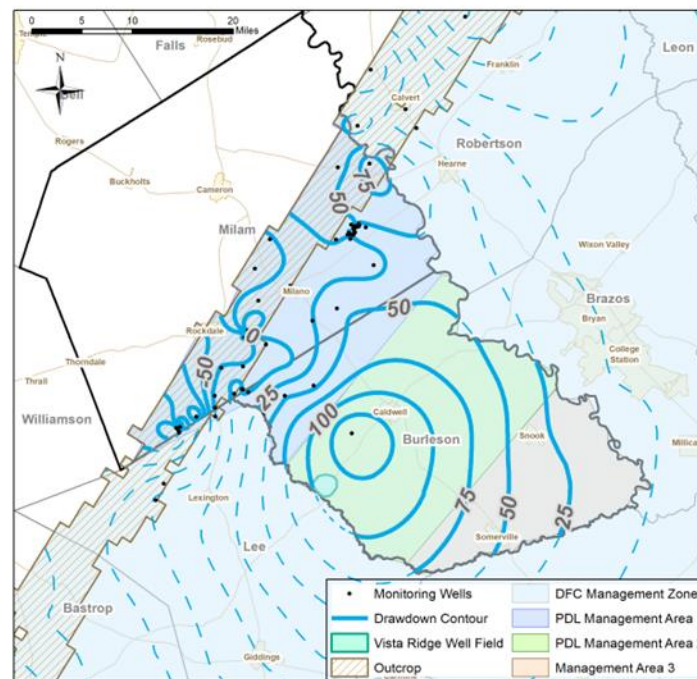 0 5 10 20
Miles
Falls
Rosebud
Leon
N
Franklin
Bell
Calvert
Rogers
Robertson
Hearne
Buckholts
Cameron
75
50
Milam
Wixon Valley
Milano
Brazos
Bryan
Rockdale
0
50
College
Station
Thorndale
-50
Thrall
25
Williamson
100
Caldwell
Burleson
Snook
Lexington
75
50
25
Lee
Somerville
Bastrop
Giddings
Monitoring Wells
Drawdown Contour
Vista Ridge Well Field
Outcrop
DFC Management Zone
PDL Management Area
PDL Management Area
Management Area 3